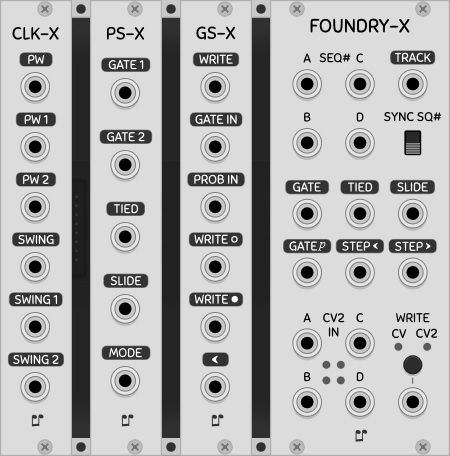 CLK-X
PW
PW 1
PW 2
SWING
SWING 1
SWING 2
PS-X
GATE 1
GATE 2
TIED
SLIDE
MODE
GS-X
WRITE
GATE IN
PROB IN
WRITE
WRITE
FOUNDRY-X
A SEQ# C TRACK
B D SYNC SQ#
GATE TIED SLIDE
GATE STEP < STEP >
A CV2 C WRITE
IN CV CV2
B D